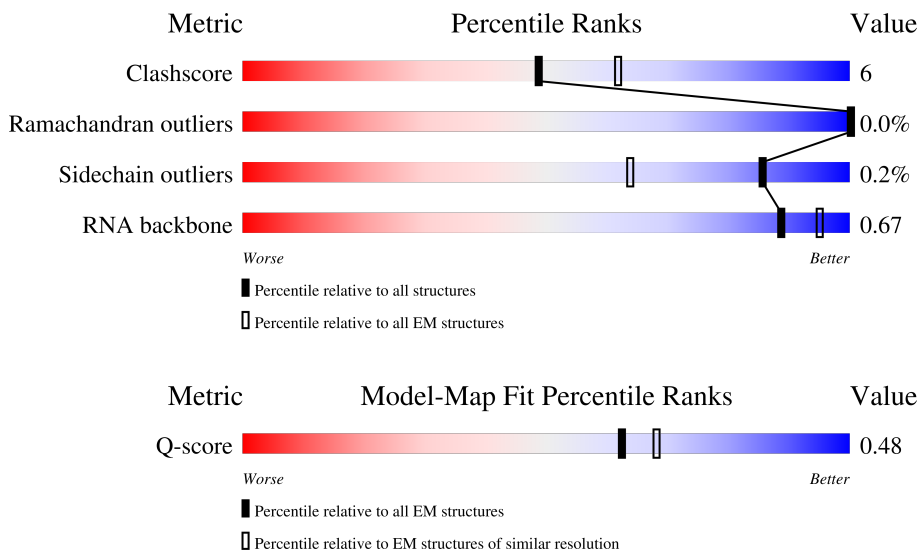 Metric Percentile Ranks Value
Clashscore 6
Ramachandran outliers 0.0%
Sidechain outliers 0.2%
RNA backbone 0.67
Worse Better
Percentile relative to all structures
Percentile relative to all EM structures
Metric Model-Map Fit Percentile Ranks Value
Q-score 0.48
Worse Better
Percentile relative to all EM structures
Percentile relative to EM structures of similar resolution